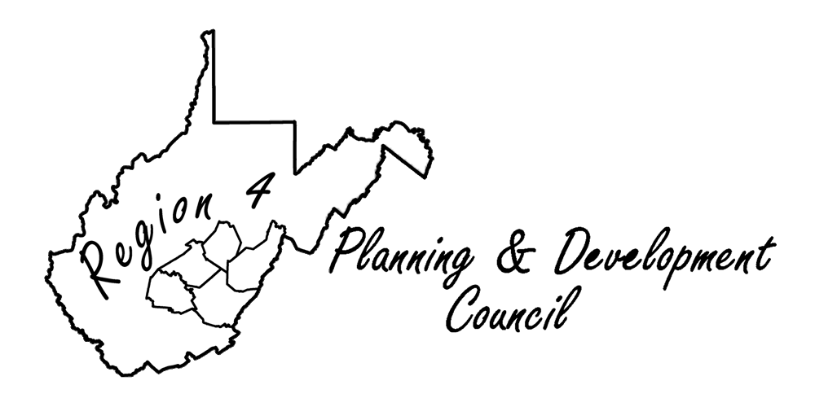 Region 4
Planning & Development
Council